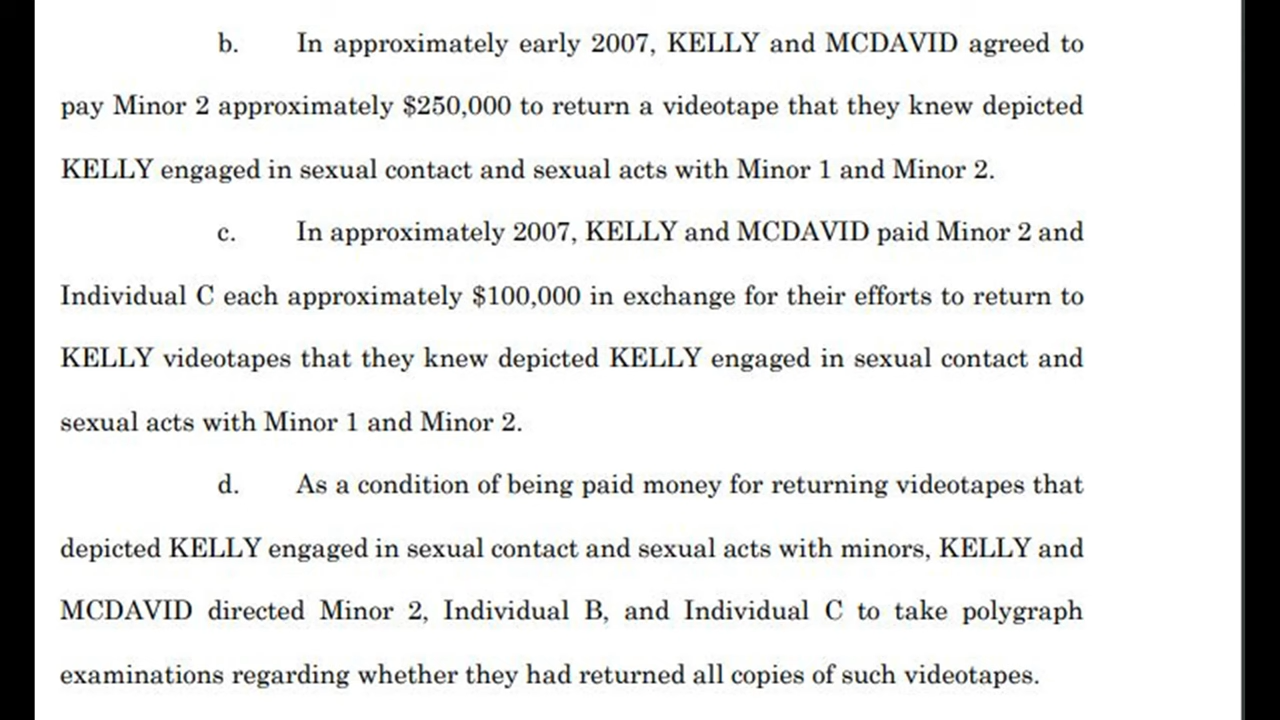 b. In approximately early 2007, KELLY and MCDAVID agreed to
pay Minor 2 approximately $250,000 to return a videotape that they knew depicted
KELLY engaged in sexual contact and sexual acts with Minor 1 and Minor 2.
c. In approximately 2007, KELLY and MCDAVID paid Minor 2 and
Individual C each approximately $100,000 in exchange for their efforts to return to
KELLY videotapes that they knew depicted KELLY engaged in sexual contact and
sexual acts with Minor 1 and Minor 2.
d. As a condition of being paid money for returning videotapes that
depicted KELLY engaged in sexual contact and sexual acts with minors, KELLY and
MCDAVID directed Minor 2, Individual B, and Individual C to take polygraph
examinations regarding whether they had returned all copies of such videotapes.